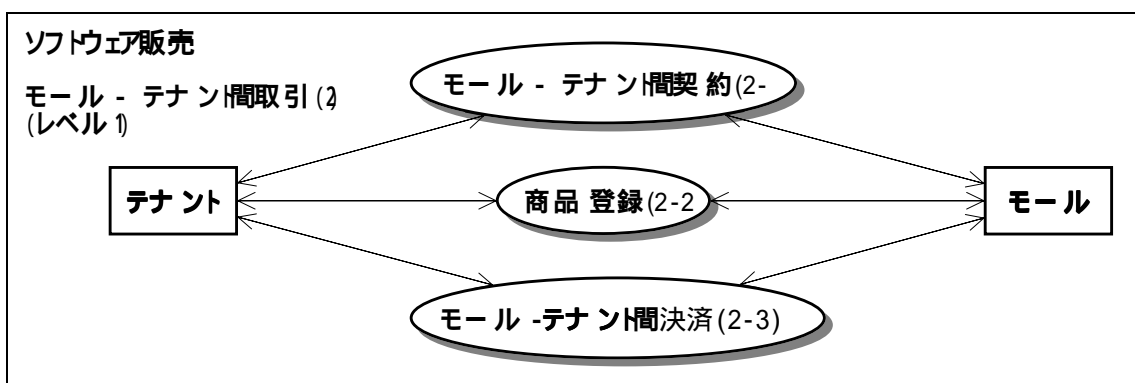 ソフトウェア販売
モール - テナント間取引(2)
(レベル1)
モール - テナント間契約(2-
テナント
商品登録(2-2
モール
モール-テナント間決済(2-3)